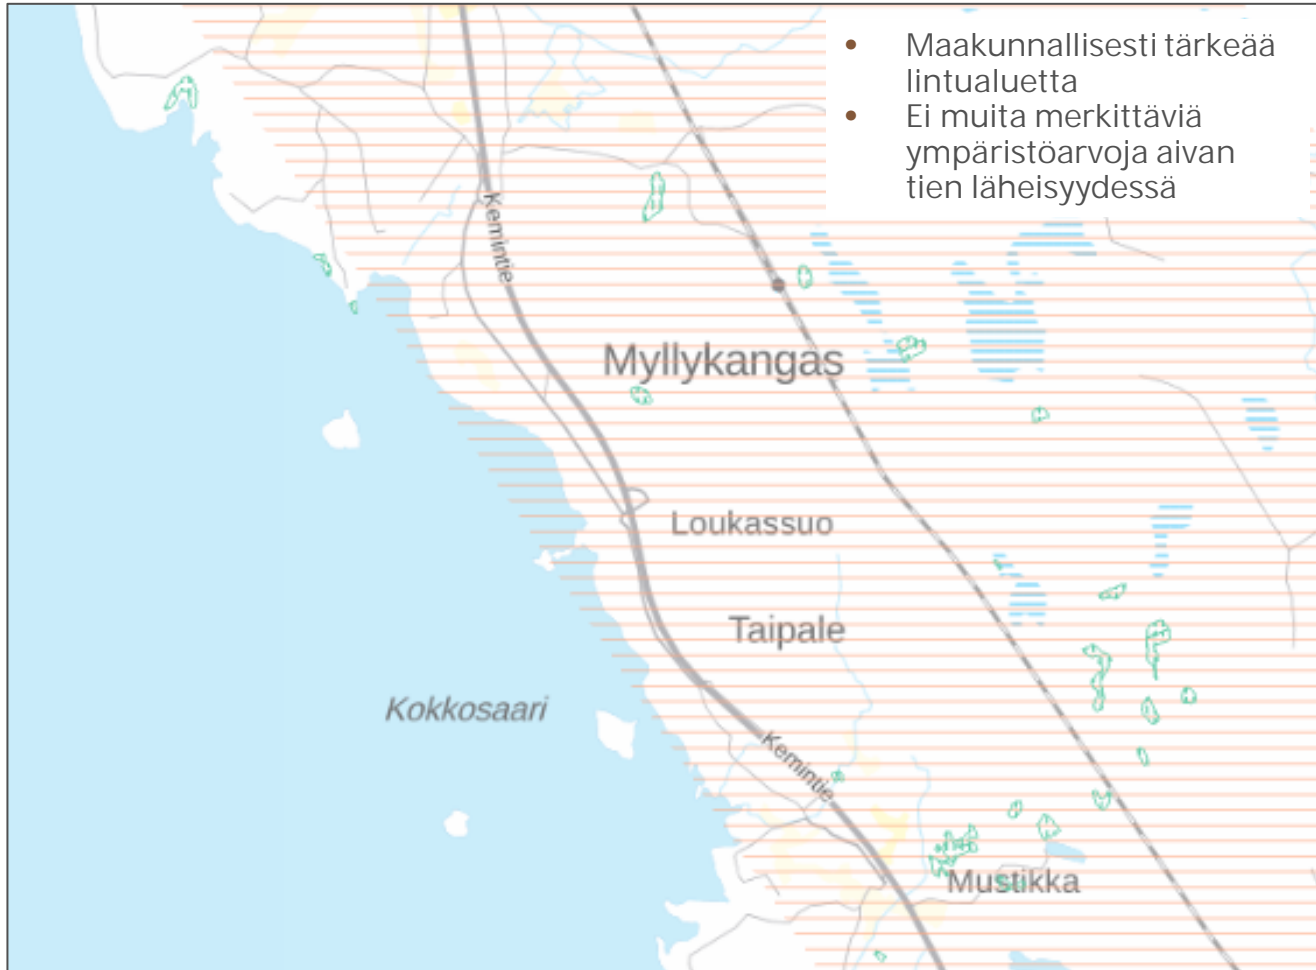 • Maakunnallisesti tärkeää
lintualuetta
• Ei muita merkittäviä
ympäristöarvoja aivan
tien läheisyydessä
Kemintie
Myllykangas
Loukassuo
Taipale
Kokkosaari
Kemintie
Mustikka